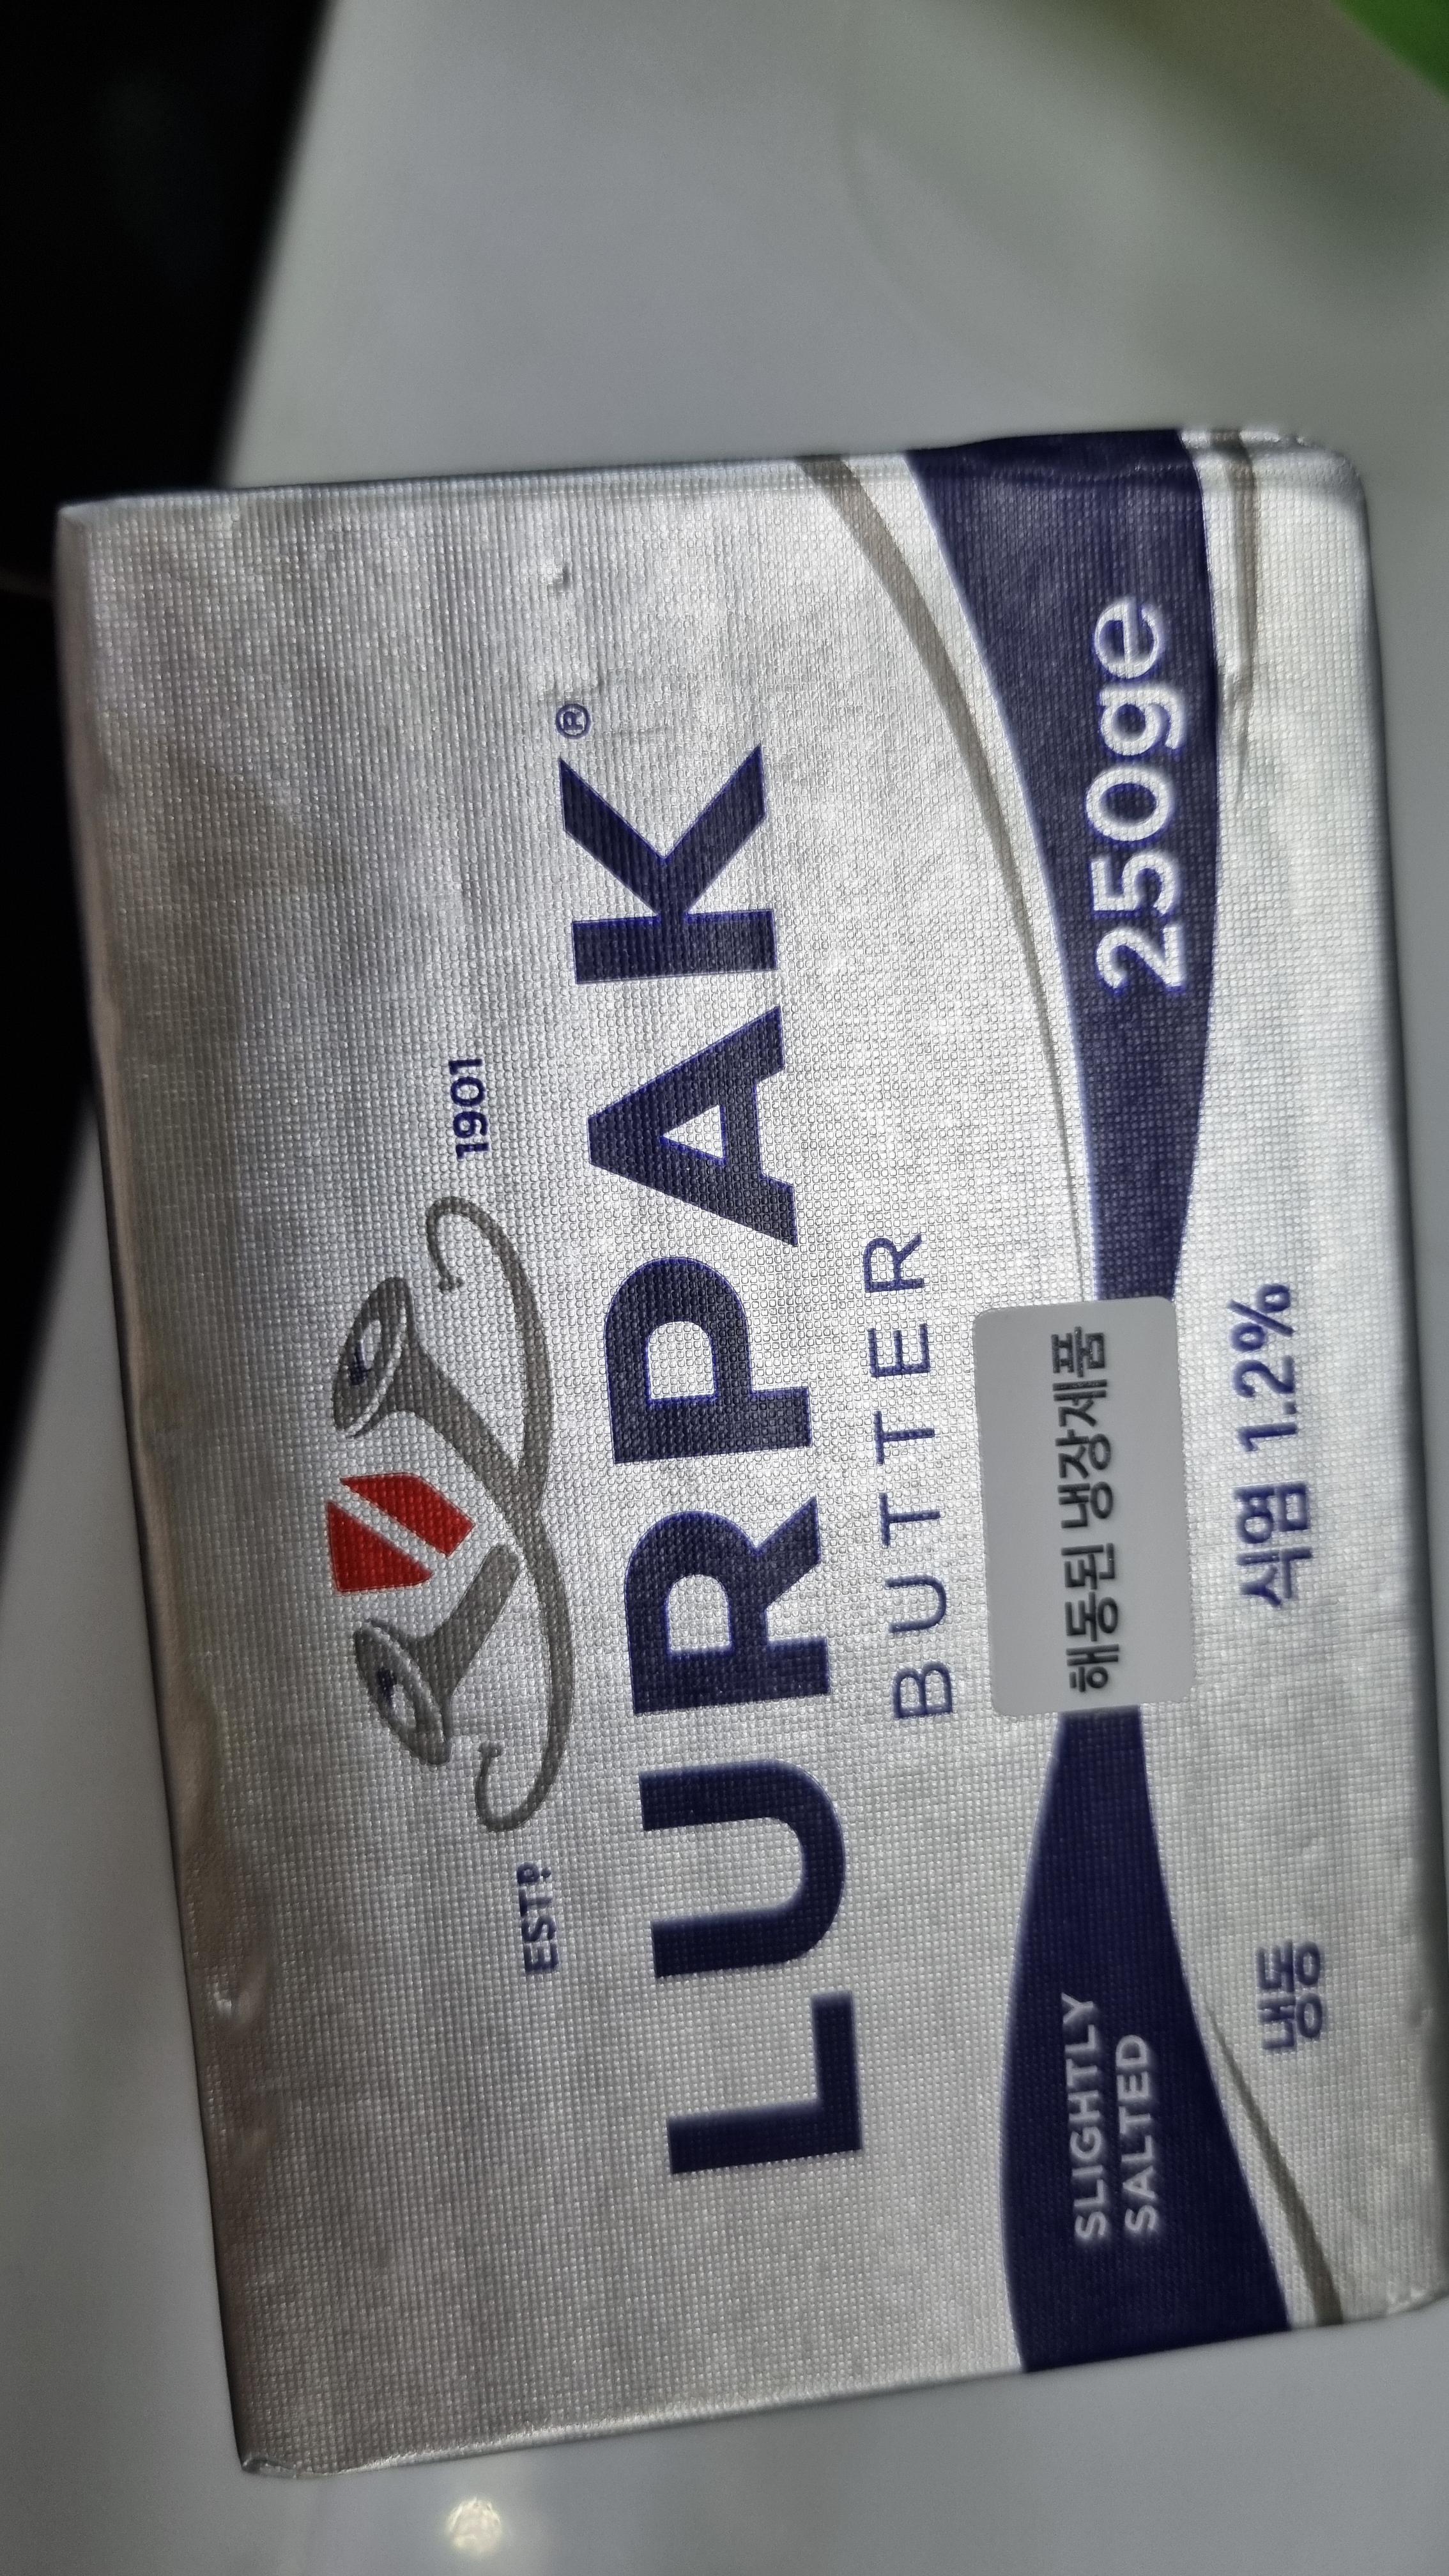 ESTD 1901
LURPAK®
BUTTER
SLIGHTLY
SALTED
해동된 냉장제품
250ge
냉동
식염 1.2%